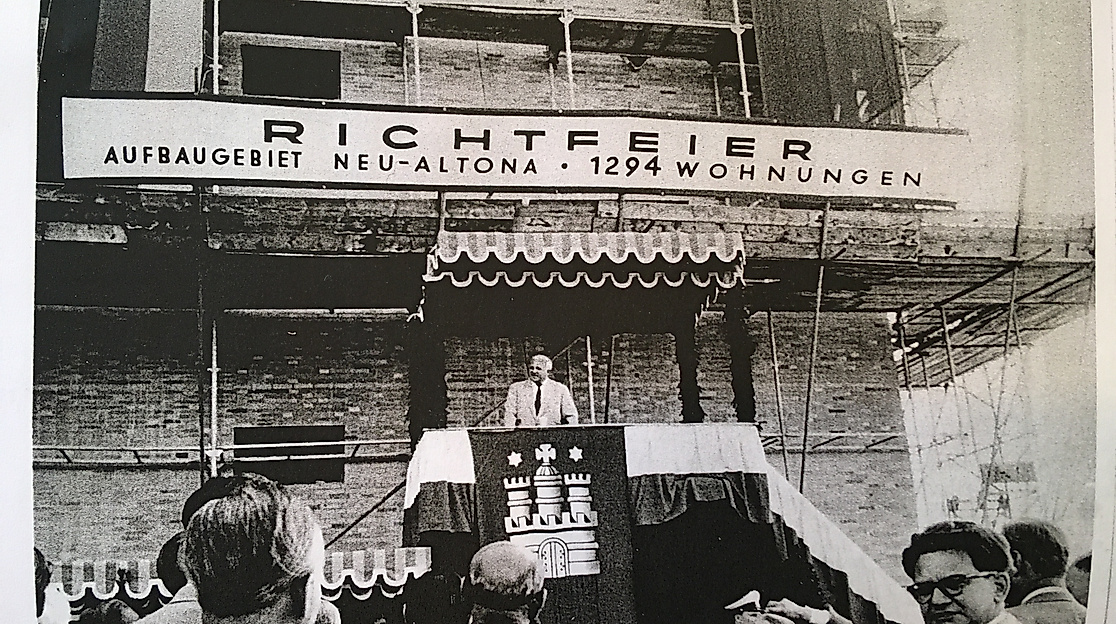 RICHTFEIER
AUFBAUGEBIET NEU-ALTONA · 1294 WOHNUNGEN